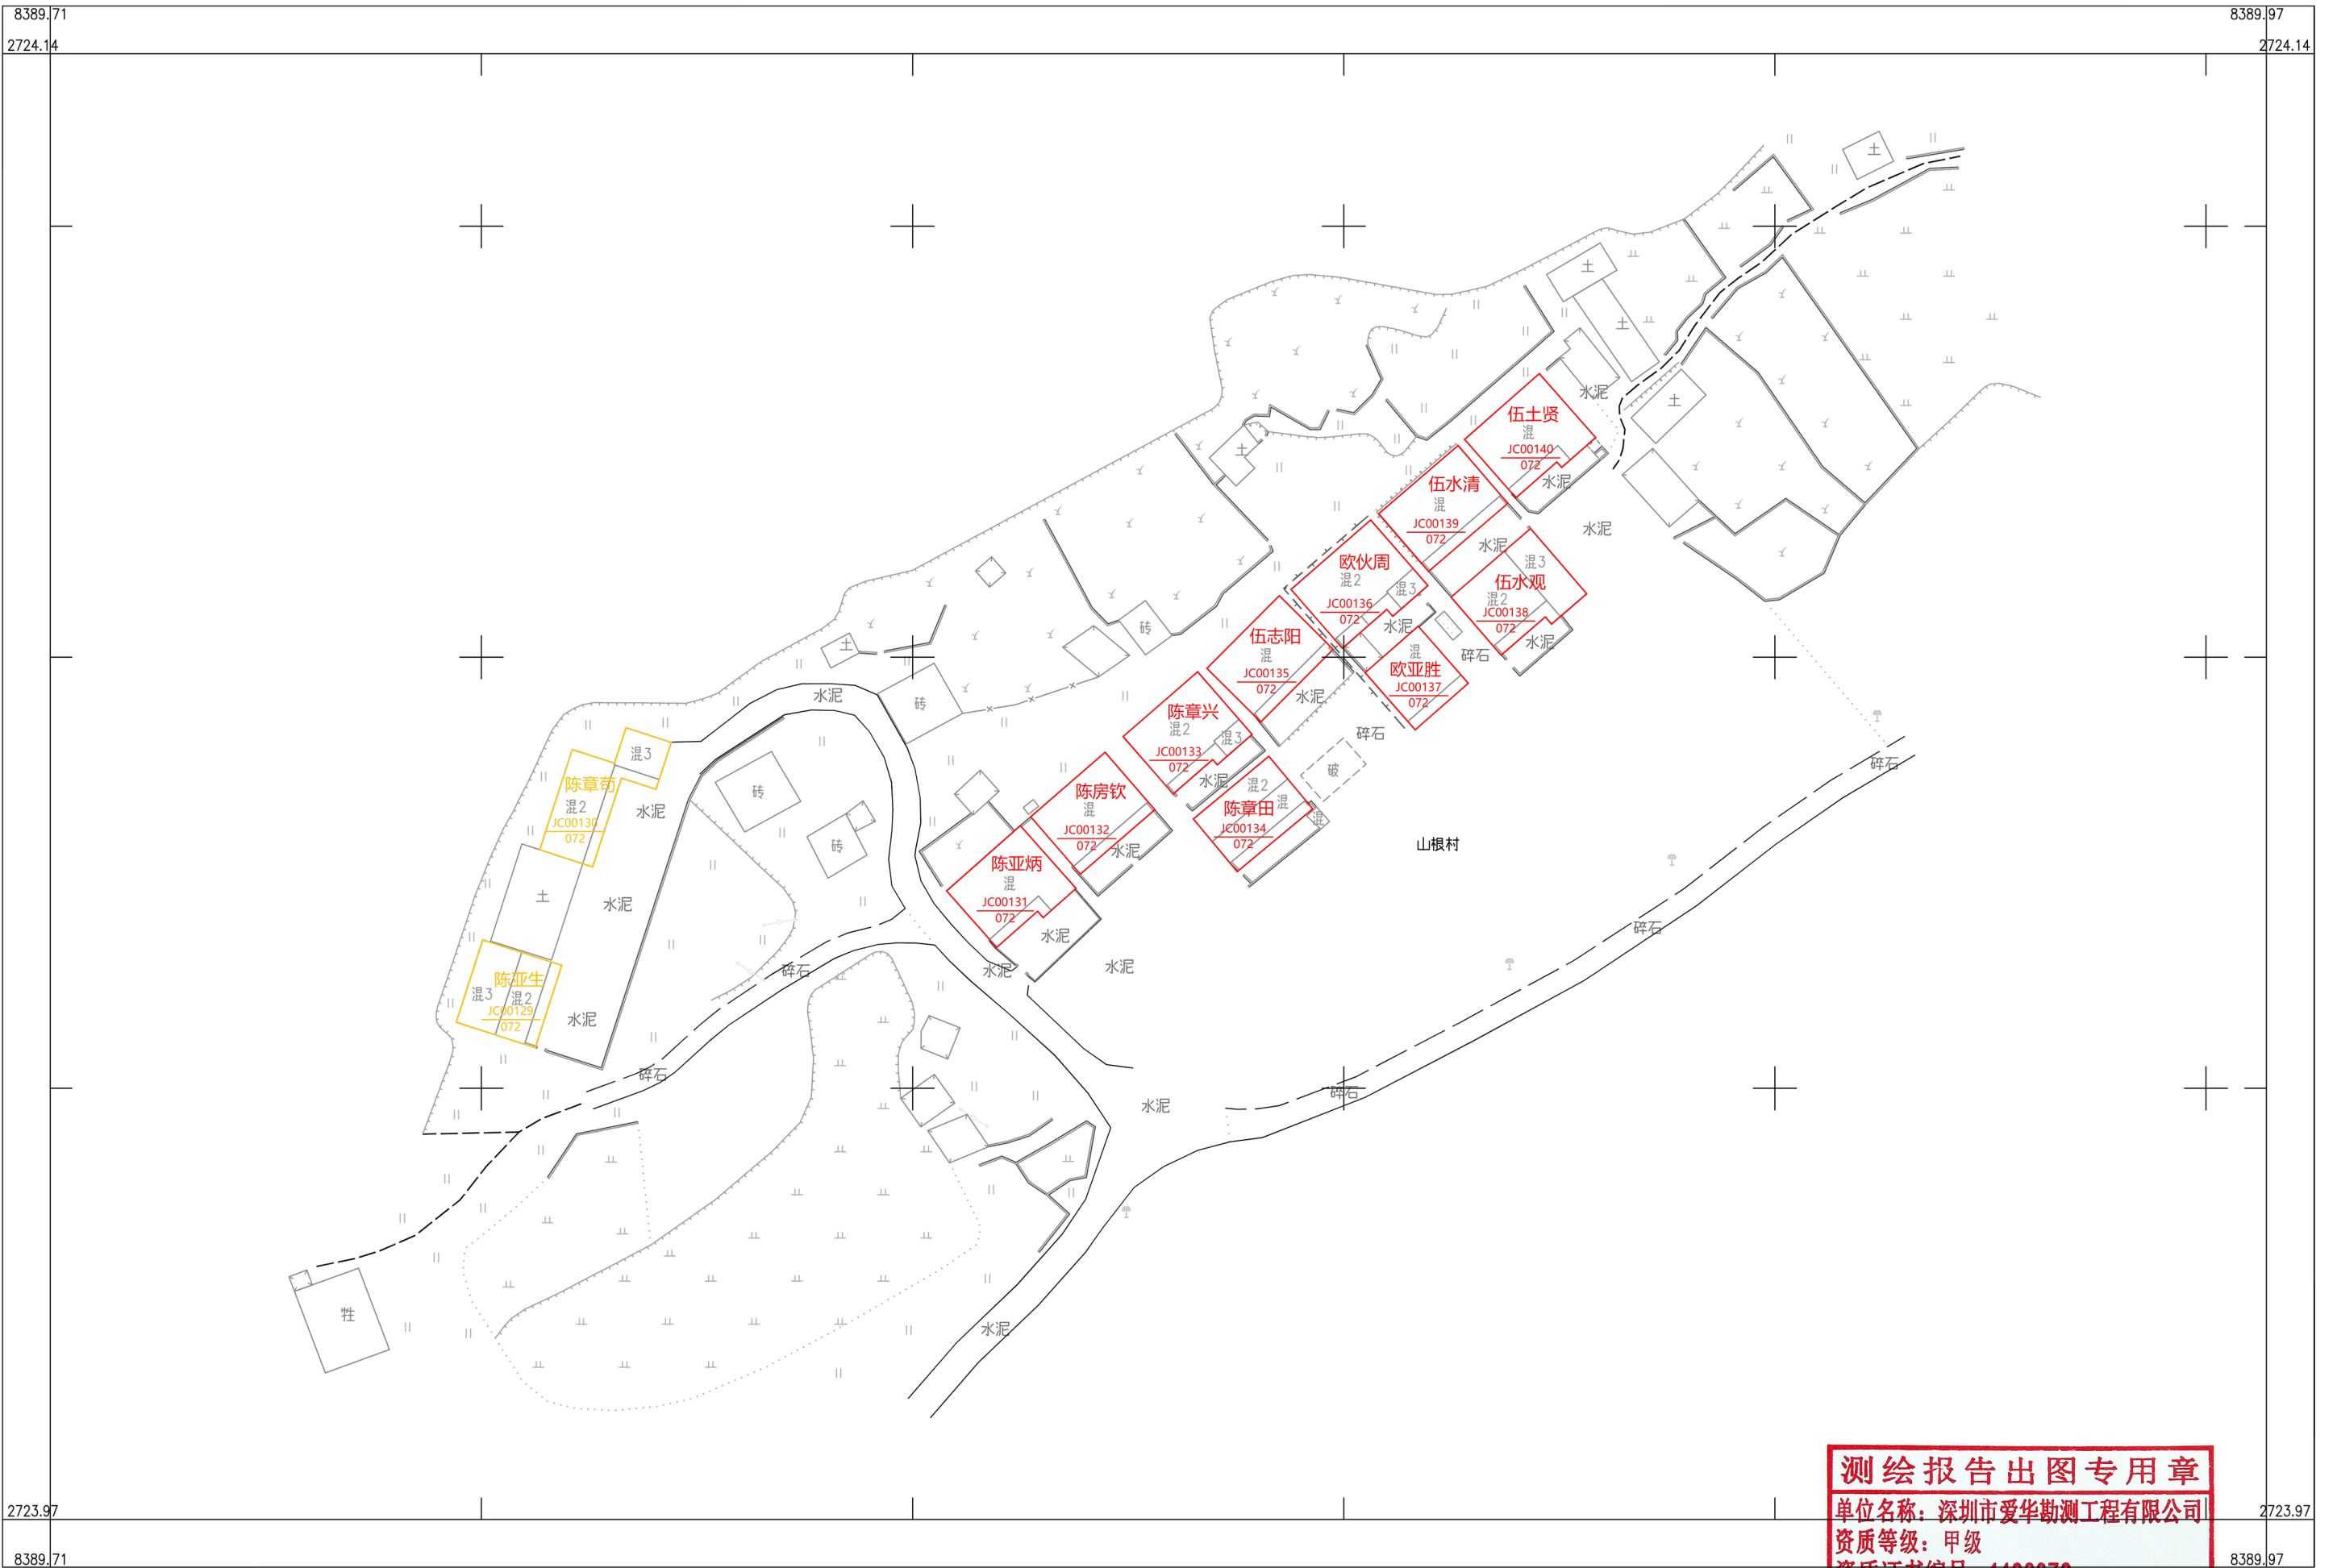 8389.71
8389.97
2724.14
2724.14
土
土
土
水泥
土
伍土贤
混
JC00140
072
水泥
土
伍水清
混
JC00139
072
水泥
水泥
欧伙周
混2
混3
JC00136
072
水泥
混3
伍水观
混2
JC00138
072
水泥
砖
土
伍志阳
混
JC00135
072
水泥
混
欧亚胜
JC00137
072
碎石
水泥
砖
陈章兴
混2
混3
JC00133
072
水泥
碎石
破
碎石
混3
陈章苟
混2
JC00130
072
水泥
砖
砖
陈房钦
混
JC00132
072
水泥
混2
陈章田
混
混
JC00134
072
山根村
陈亚炳
混
JC00131
072
水泥
土
水泥
碎石
陈亚生
混3
混2
JC00129
072
水泥
碎石
水泥
水泥
碎石
碎石
水泥
牲
水泥
测绘报告出图专用章
单位名称：深圳市爱华勘测工程有限公司
资质等级：甲级
2723.97
2723.97
8389.71
8389.97